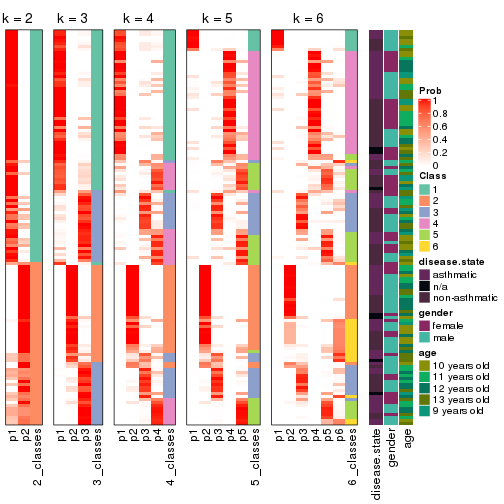 k = 2 k = 3 k = 4 k = 5 k = 6
Prob
1
0.8
0.6
0.4
0.2
0
Class
1
2
3
4
5
6
disease.state
asthmatic
n/a
non-asthmatic
gender
female
male
age
10 years old
11 years old
12 years old
13 years old
9 years old
p1 p2 2_classes p1 p2 p3 3_classes p1 p2 p3 p4 4_classes p1 p2 p3 p4 p5 5_classes p1 p2 p3 p4 p5 p6 6_classes disease.state gender age